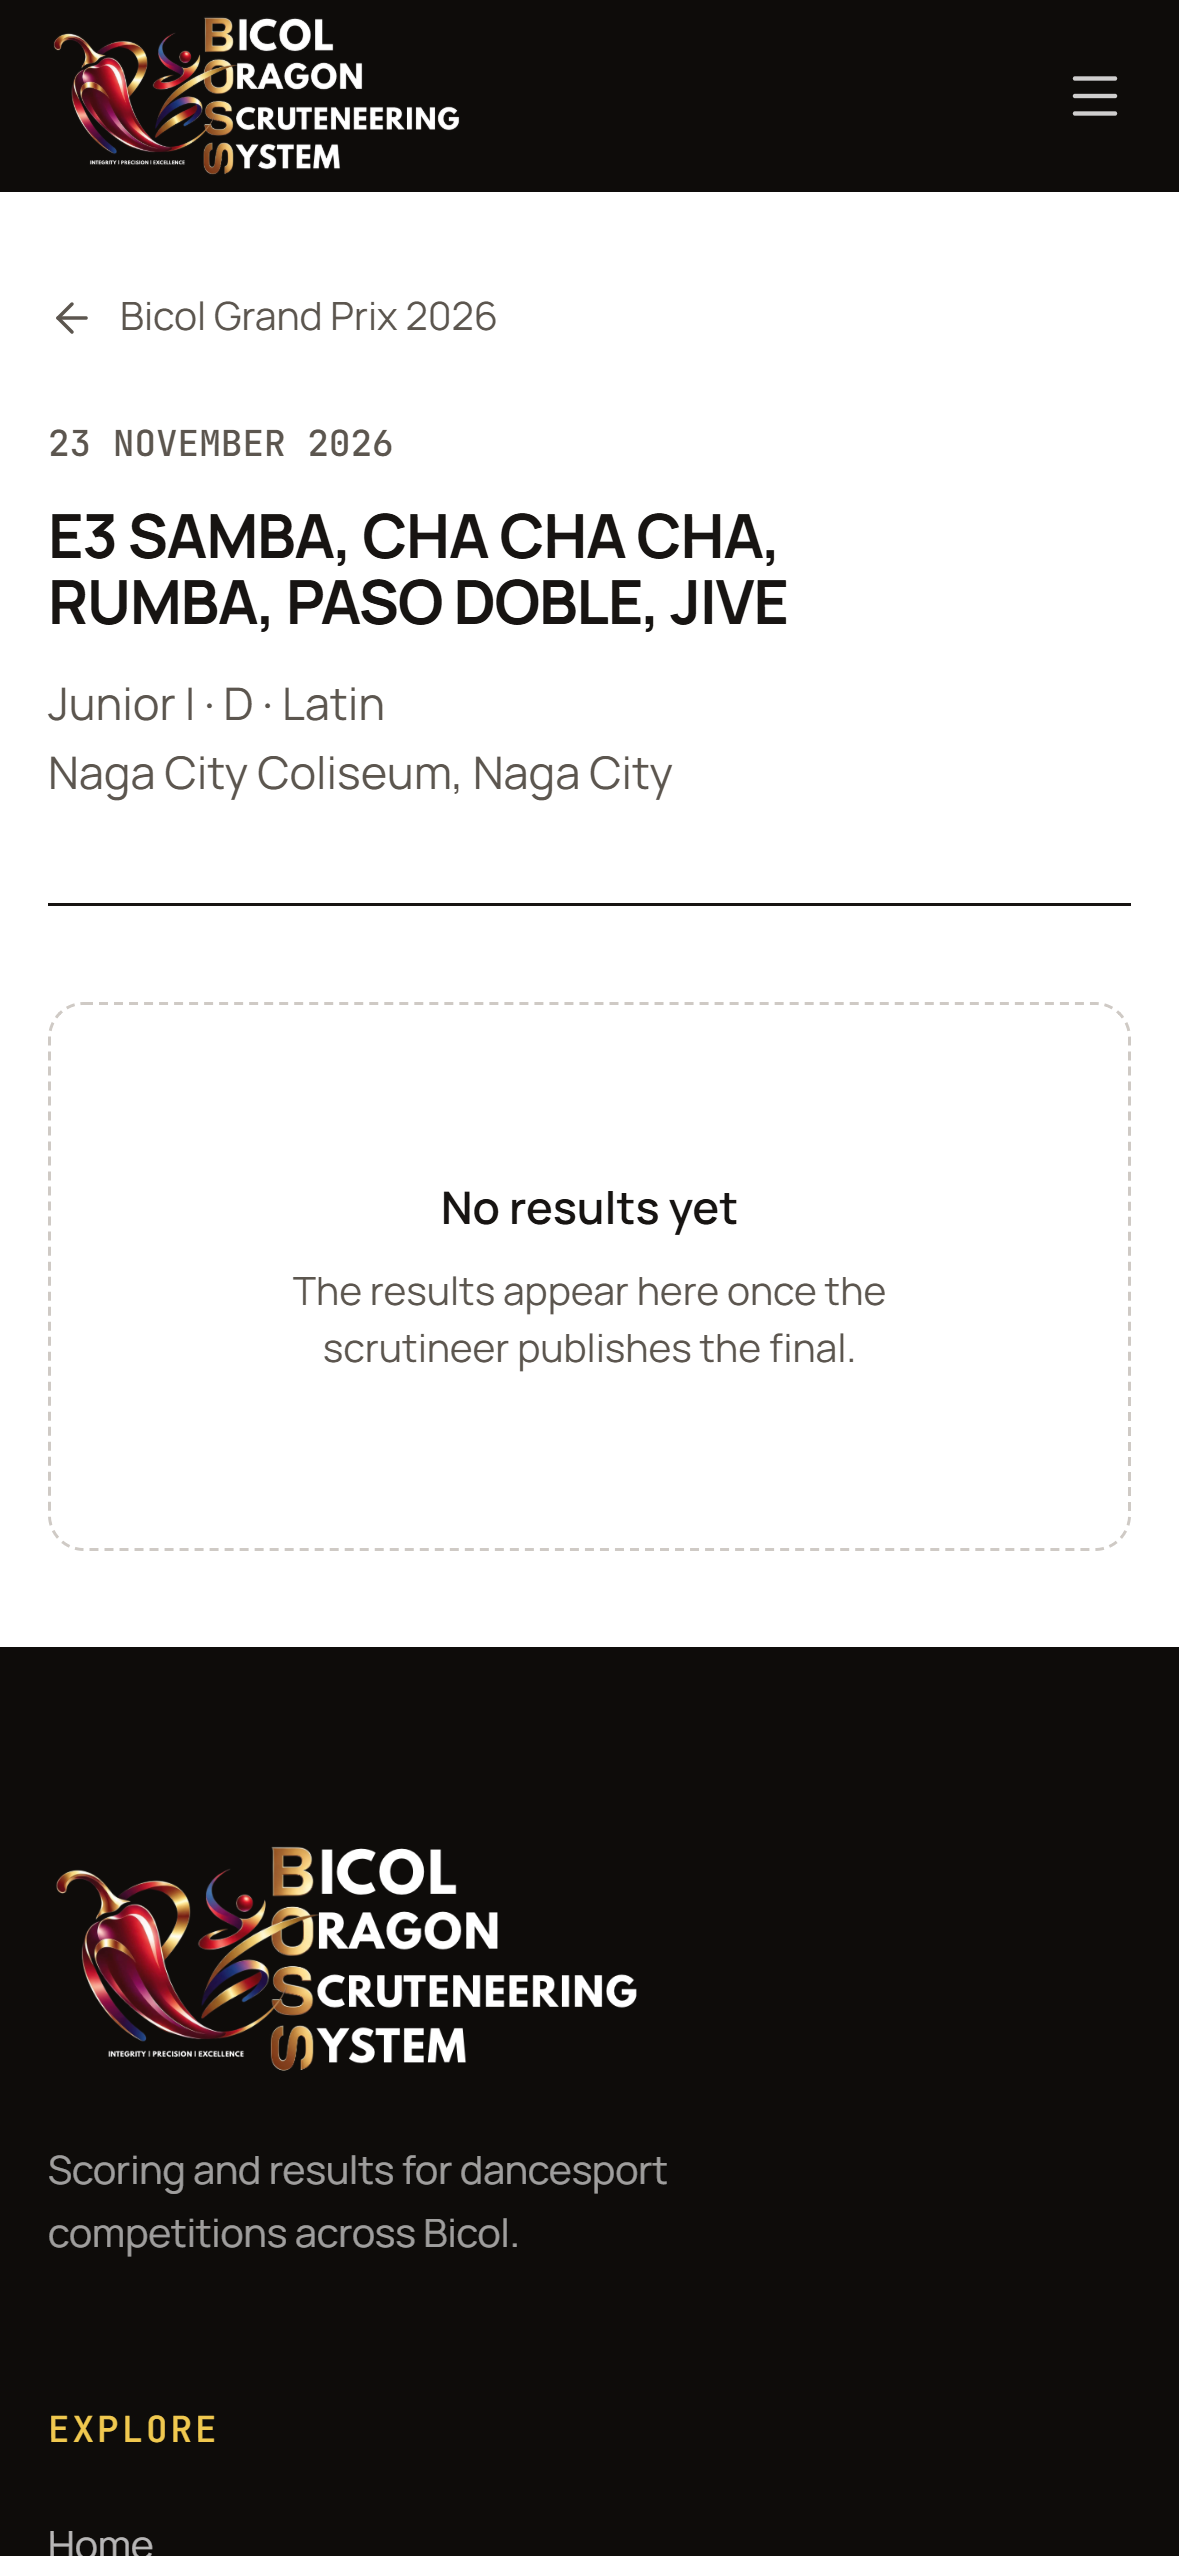 BICOL
ORAGON
SCRUTENEERING
SYSTEM
INTEGRITY | PRECISION | EXCELLENCE
Bicol Grand Prix 2026
23 NOVEMBER 2026
E3 SAMBA, CHA CHA CHA,
RUMBA, PASO DOBLE, JIVE
Junior I · D · Latin
Naga City Coliseum, Naga City
No results yet
The results appear here once the
scrutineer publishes the final.
BICOL
ORAGON
SCRUTENEERING
SYSTEM
INTEGRITY | PRECISION | EXCELLENCE
Scoring and results for dancesport
competitions across Bicol.
EXPLORE
Home